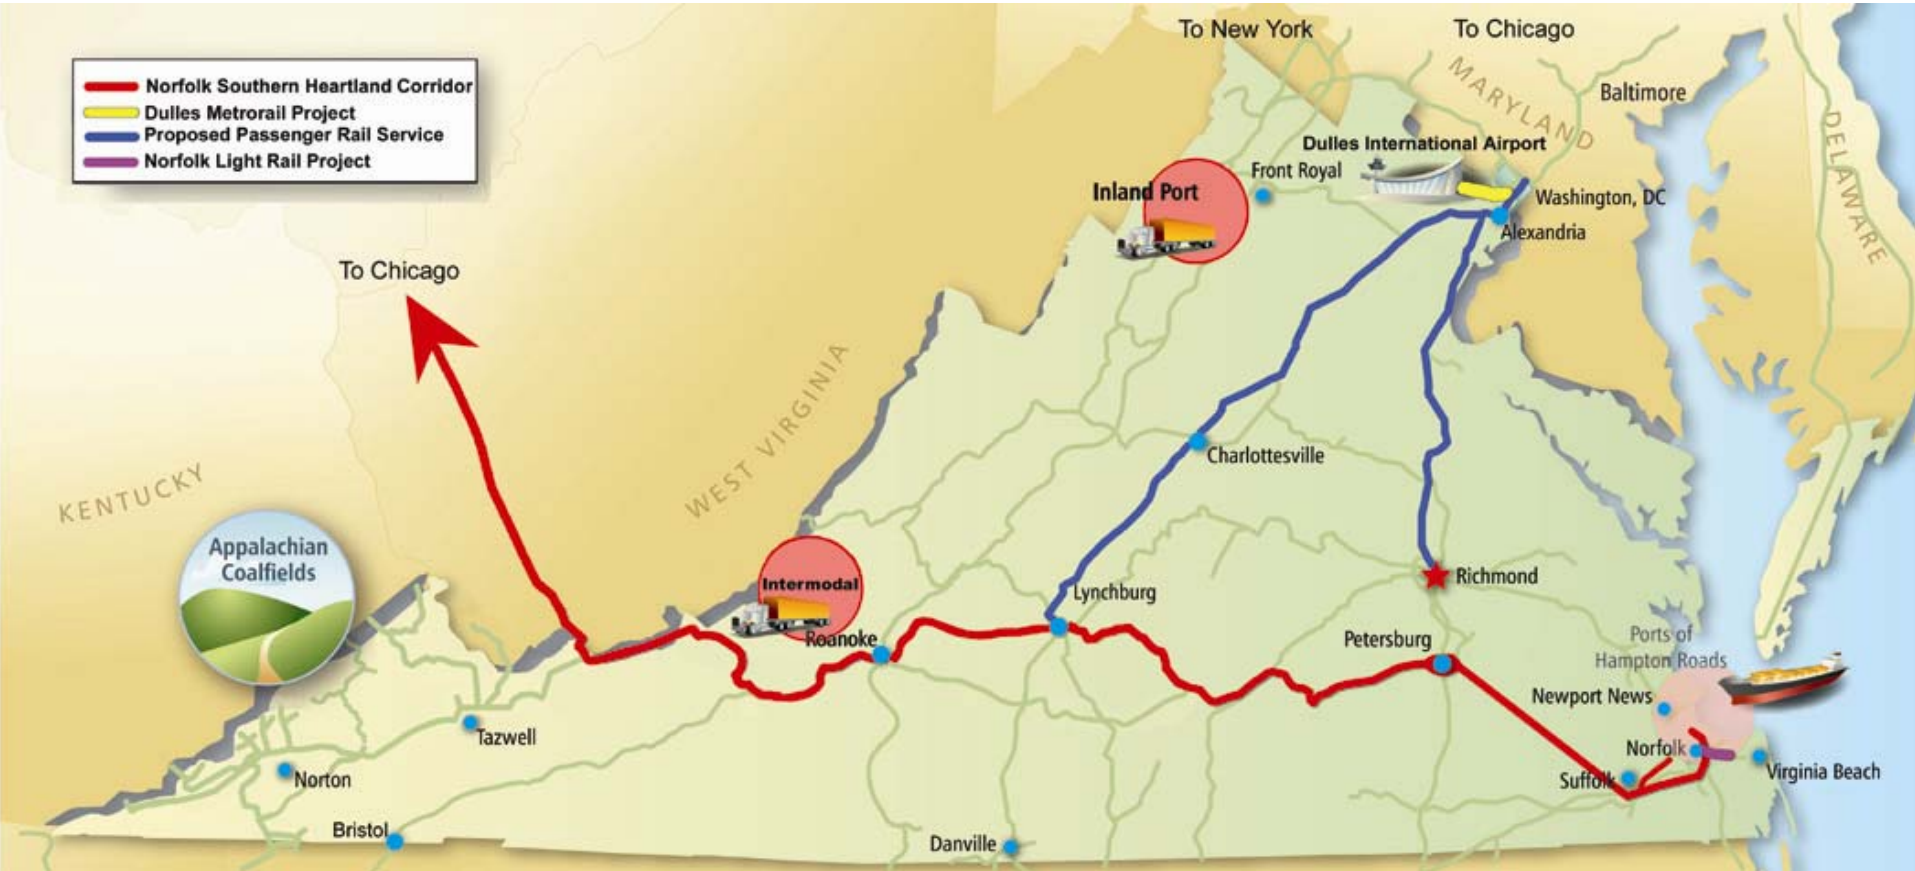 To New York
To Chicago
Norfolk Southern Heartland Corridor
Dulles Metrorail Project
Proposed Passenger Rail Service
Norfolk Light Rail Project
MARYLAND
Baltimore
DELAWARE
Dulles International Airport
Front Royal
Inland Port
Washington, DC
Alexandria
To Chicago
WEST VIRGINIA
KENTUCKY
Charlottesville
Appalachian
Coalfields
Intermodal
Lynchburg
Richmond
Roanoke
Petersburg
Ports of
Hampton Roads
Newport News
Tazwell
Norfolk
Virginia Beach
Suffolk
Norton
Bristol
Danville